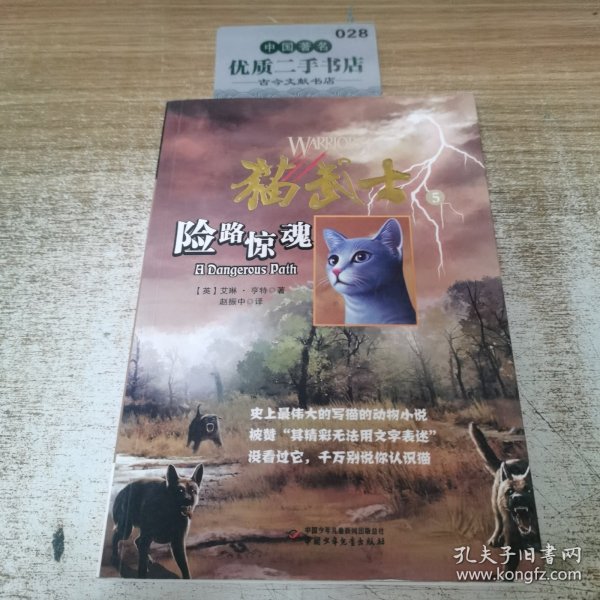 028
中国著名
优质二手书店
古今文献书店
WARRIORS
猫武士
5
险路惊魂
A Dangerous Path
【英】艾琳·亨特◎著
赵振中◎译
史上最伟大的写猫的动物小说
被赞“其精彩无法用文字表述”
没看过它，千万别说你认识猫
中国少年儿童新闻出版总社
中国少年儿童出版社
孔夫子旧书网
www.kongfz.com